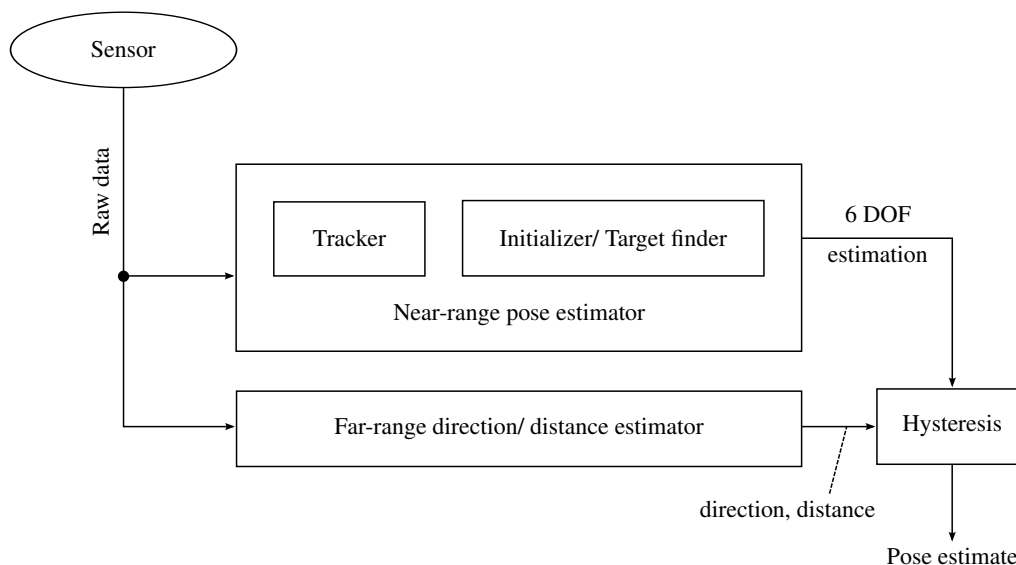 Sensor
Raw data
Tracker
Initializer/ Target finder
Near-range pose estimator
6 DOF
estimation
Far-range direction/ distance estimator
Hysteresis
direction, distance
Pose estimate